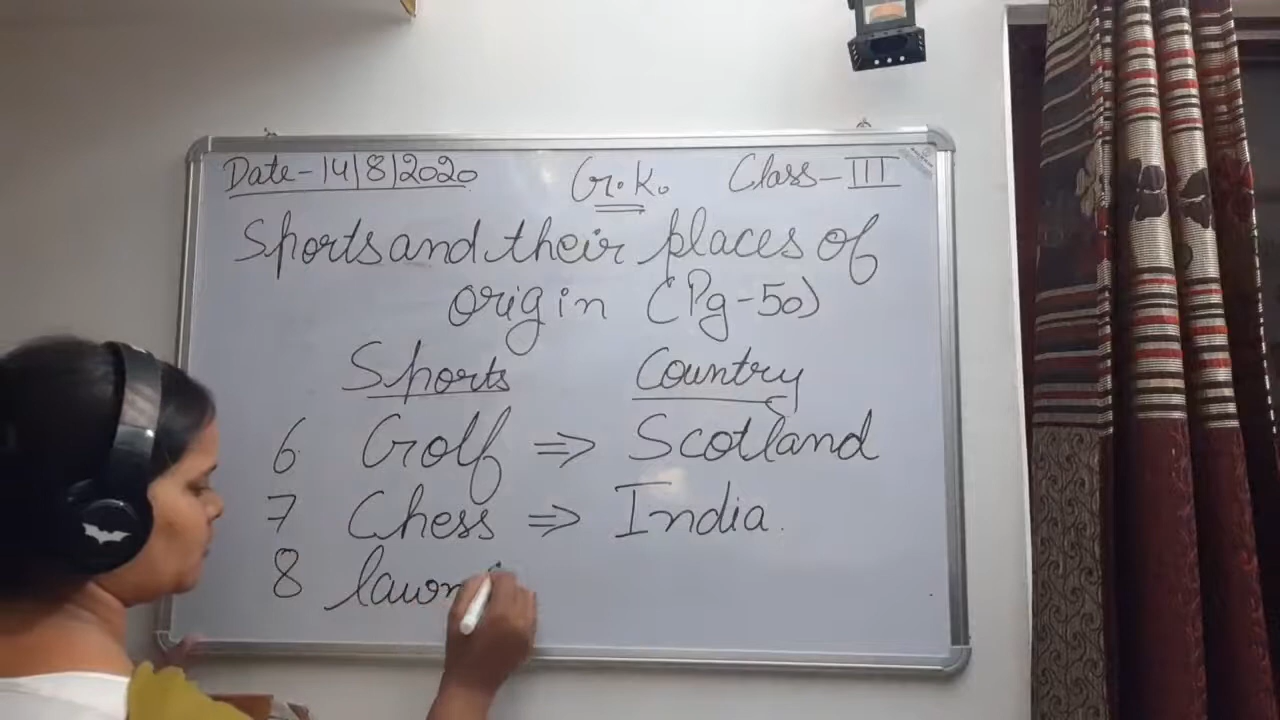 Date-14/8/2020 G.K. Class-III
Sports and their places of
origin (Pg-50)
Sports Country
6 Golf ⇒ Scotland
7 Chess ⇒ India.
8 lawn